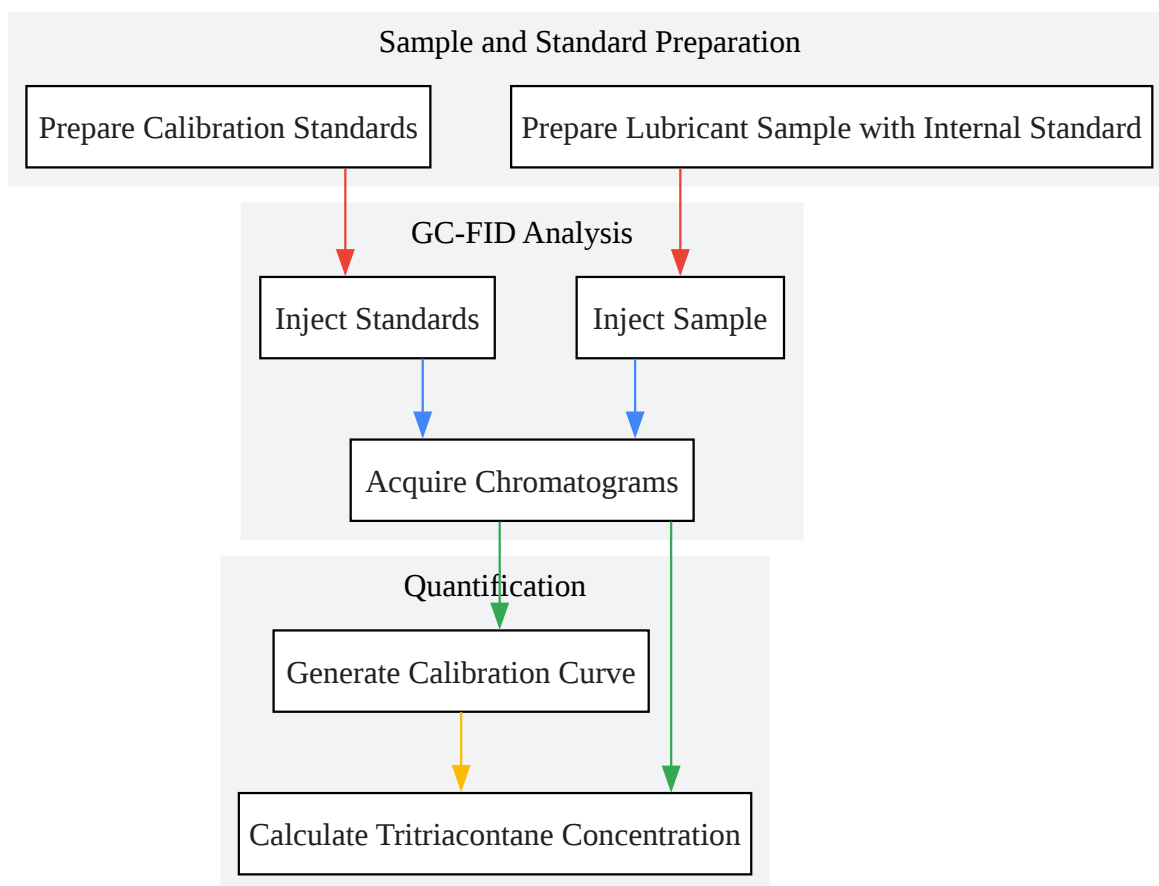 Sample and Standard Preparation
Prepare Calibration Standards
Prepare Lubricant Sample with Internal Standard
GC-FID Analysis
Inject Standards
Inject Sample
Acquire Chromatograms
Quantification
Generate Calibration Curve
Calculate Tritriacontane Concentration